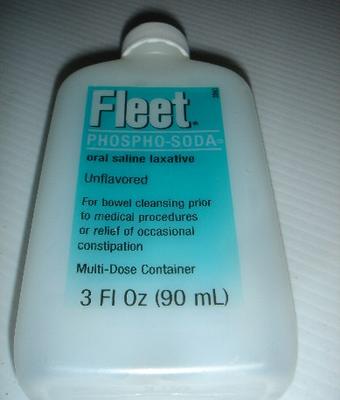 Fleet®
PHOSPHO-SODA®
oral saline laxative
Unflavored
For bowel cleansing prior
to medical procedures
or relief of occasional
constipation
Multi-Dose Container
3 Fl Oz (90 mL)